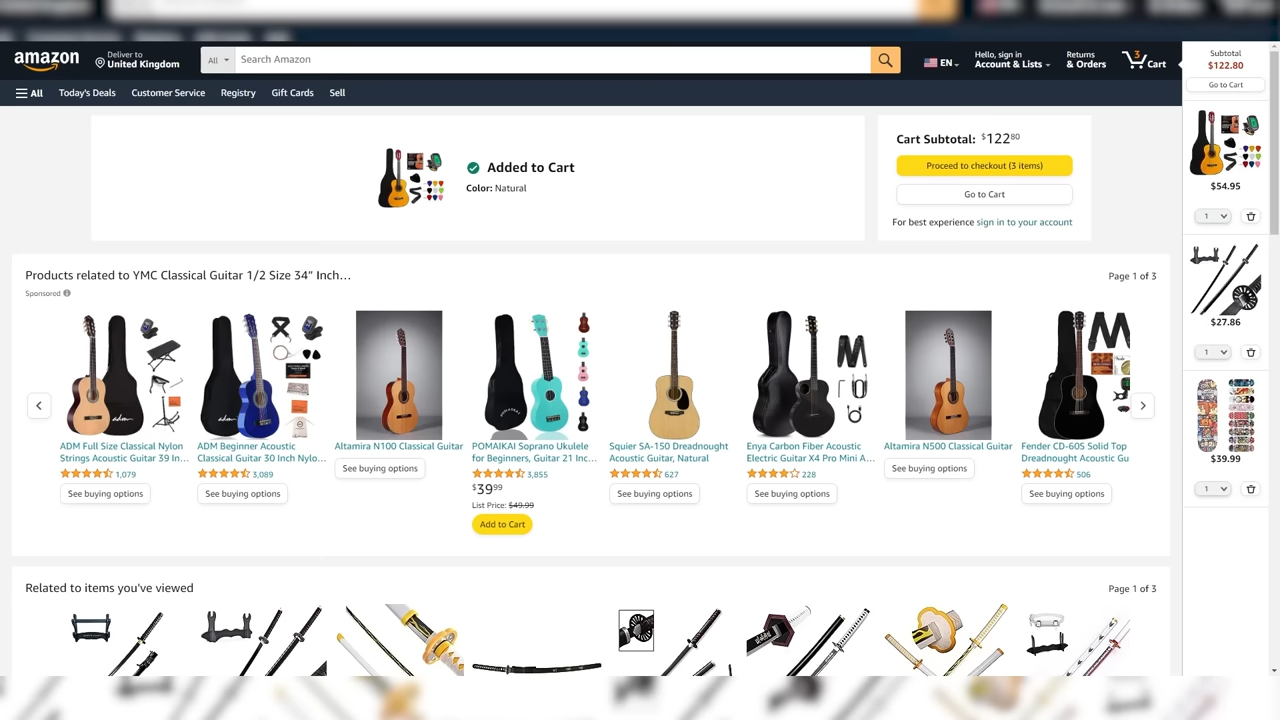 amazon
Deliver to
United Kingdom
All
Search Amazon
EN
Hello, sign in
Account & Lists
Returns
& Orders
3
Cart
All
Today's Deals
Customer Service
Registry
Gift Cards
Sell
Subtotal
$122.80
Go to Cart
Added to Cart
Color: Natural
Cart Subtotal: $12280
Proceed to checkout (3 items)
Go to Cart
For best experience sign in to your account
$54.95
1
$27.86
1
$39.99
1
Products related to YMC Classical Guitar 1/2 Size 34" Inch…
Page 1 of 3
Sponsored
ADM Full Size Classical Nylon
Strings Acoustic Guitar 39 In…
1,079
See buying options
ADM Beginner Acoustic
Classical Guitar 30 Inch Nylo…
3,089
See buying options
Altamira N100 Classical Guitar
See buying options
POMAIKAI Soprano Ukulele
for Beginners, Guitar 21 Inc…
3,855
$3999
List Price: $49.99
Add to Cart
Squier SA-150 Dreadnought
Acoustic Guitar, Natural
627
See buying options
Enya Carbon Fiber Acoustic
Electric Guitar X4 Pro Mini A…
228
See buying options
Altamira N500 Classical Guitar
See buying options
Fender CD-60S Solid Top
Dreadnought Acoustic Gu
506
See buying options
Related to items you've viewed
Page 1 of 3